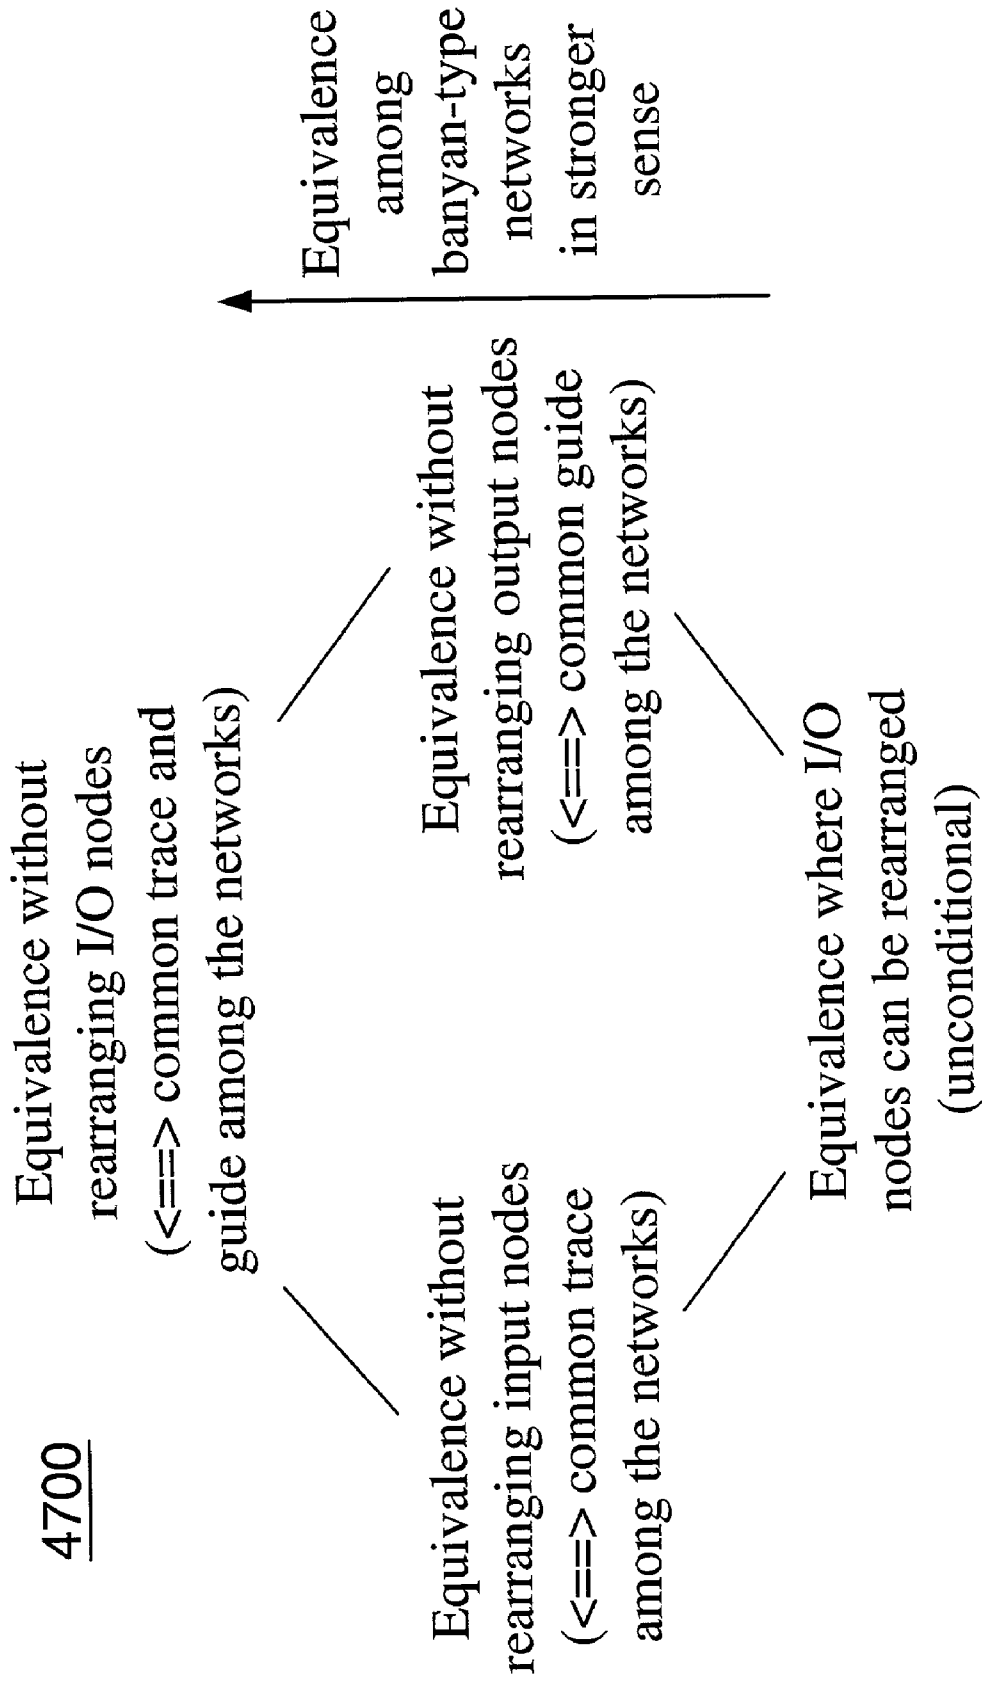 4700
Equivalence without
rearranging I/O nodes
(<==> common trace and
guide among the networks)
Equivalence without
rearranging input nodes
(<==> common trace
among the networks)
Equivalence without
rearranging output nodes
(<==> common guide
among the networks)
Equivalence
among
banyan-type
networks
in stronger
sense
Equivalence where I/O
nodes can be rearranged
(unconditional)